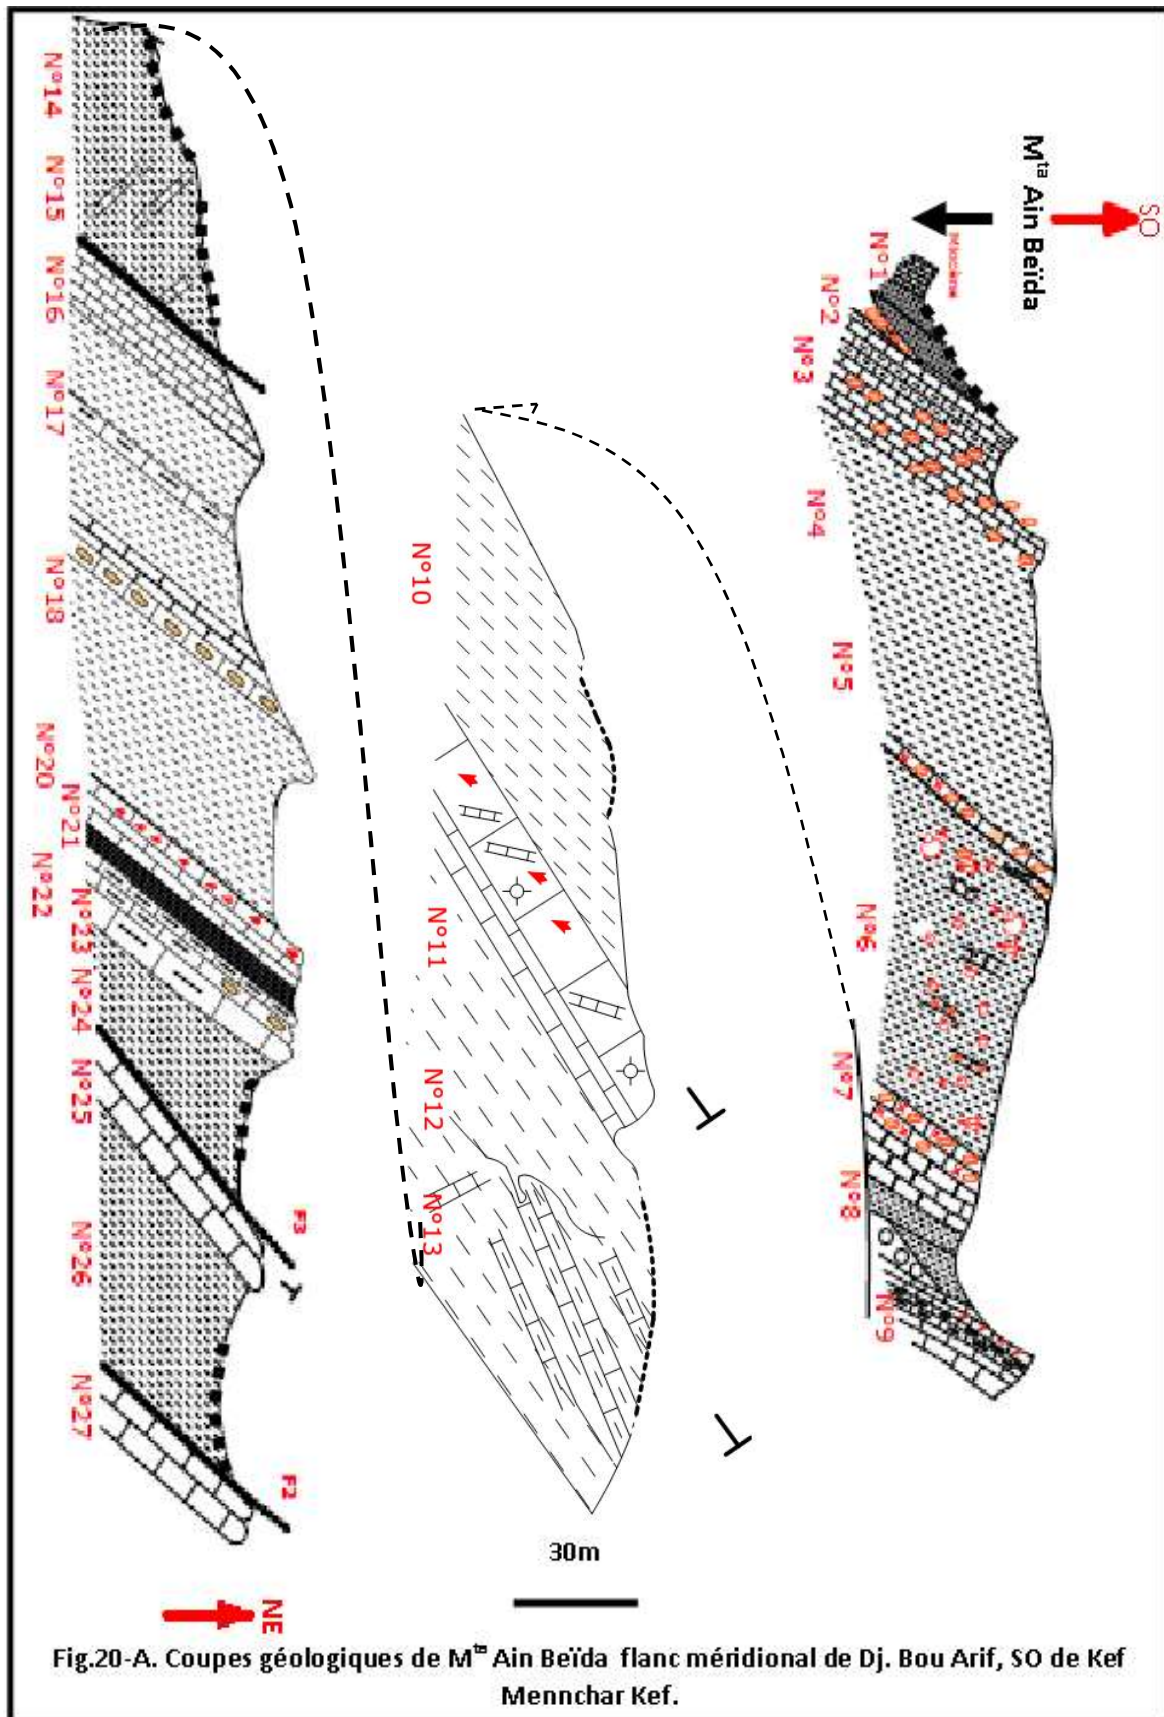 SO
Mta Ain Beïda
Miocène
N°1
N°2
N°3
N°4
N°5
N°6
N°7
N°8
N°9
N°10
N°11
N°12
N°13
N°14
N°15
N°16
N°17
N°18
N°20
N°21
N°22
N°23
N°24
N°25
N°26
N°27
F3
F2
30m
NE
Fig.20-A. Coupes géologiques de Mta Ain Beïda flanc méridional de Dj. Bou Arif, SO de Kef
Mennchar Kef.